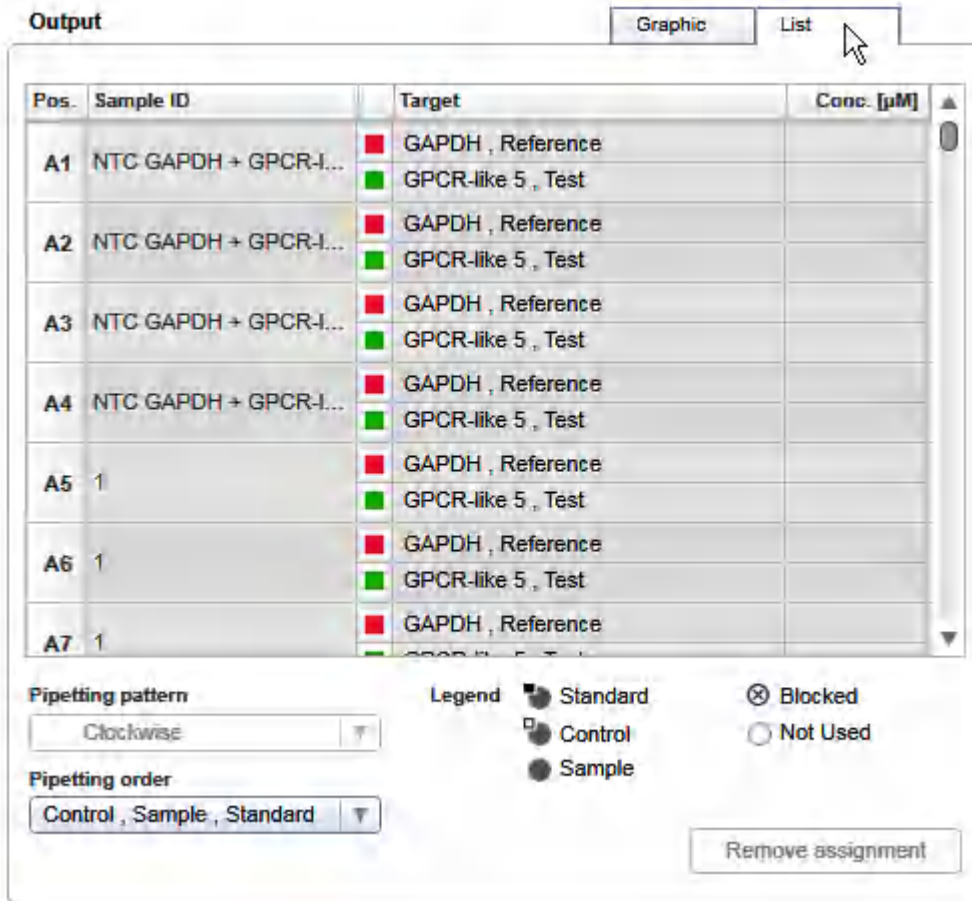 Output
Graphic
List
Pos. Sample ID Target Conc. [µM]
A1 NTC GAPDH + GPCR-l...
GAPDH , Reference
GPCR-like 5 , Test
A2 NTC GAPDH + GPCR-l...
GAPDH , Reference
GPCR-like 5 , Test
A3 NTC GAPDH + GPCR-l...
GAPDH , Reference
GPCR-like 5 , Test
A4 NTC GAPDH + GPCR-l...
GAPDH , Reference
GPCR-like 5 , Test
A5 1
GAPDH , Reference
GPCR-like 5 , Test
A6 1
GAPDH , Reference
GPCR-like 5 , Test
A7 1
GAPDH , Reference
Pipetting pattern
Clockwise
Pipetting order
Control , Sample , Standard
Legend
Standard
Control
Sample
Blocked
Not Used
Remove assignment